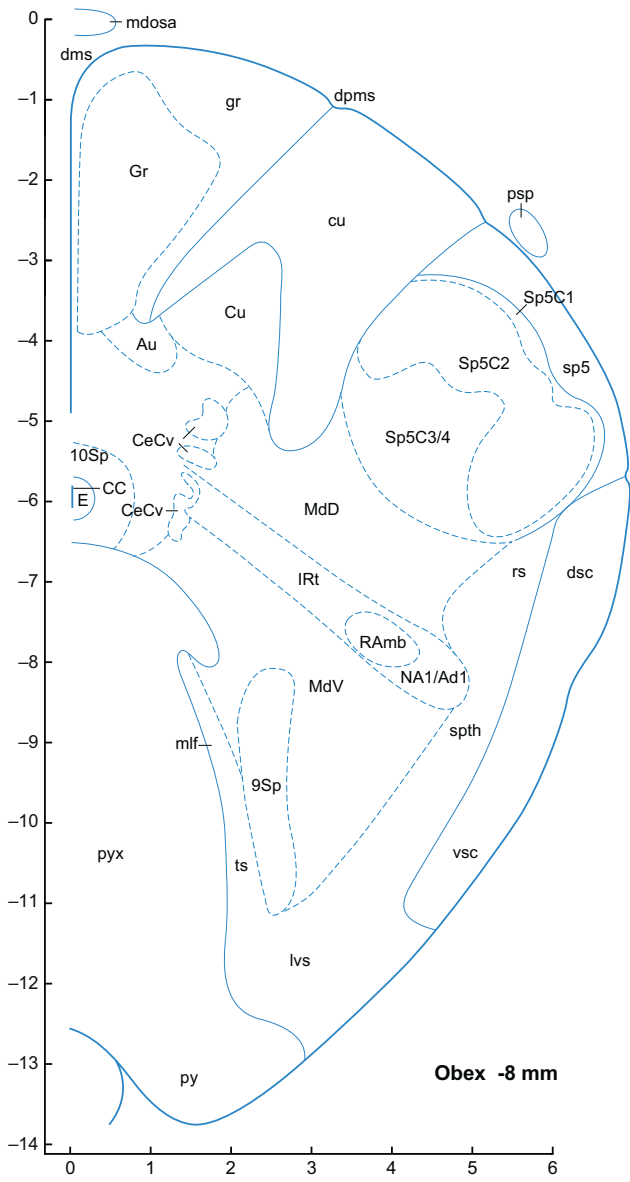 0
mdosa
dms
–1
gr
dpms
Gr
–2
psp
cu
–3
Sp5C1
Cu
–4
Au
Sp5C2
sp5
–5
CeCv
Sp5C3/4
10Sp
CC
E
–6
CeCv
MdD
–7
IRt
rs
dsc
RAmb
–8
NA1/Ad1
MdV
spth
–9
mlf
9Sp
–10
pyx
ts
vsc
–11
lvs
–12
–13
py
Obex -8 mm
–14
0 1 2 3 4 5 6